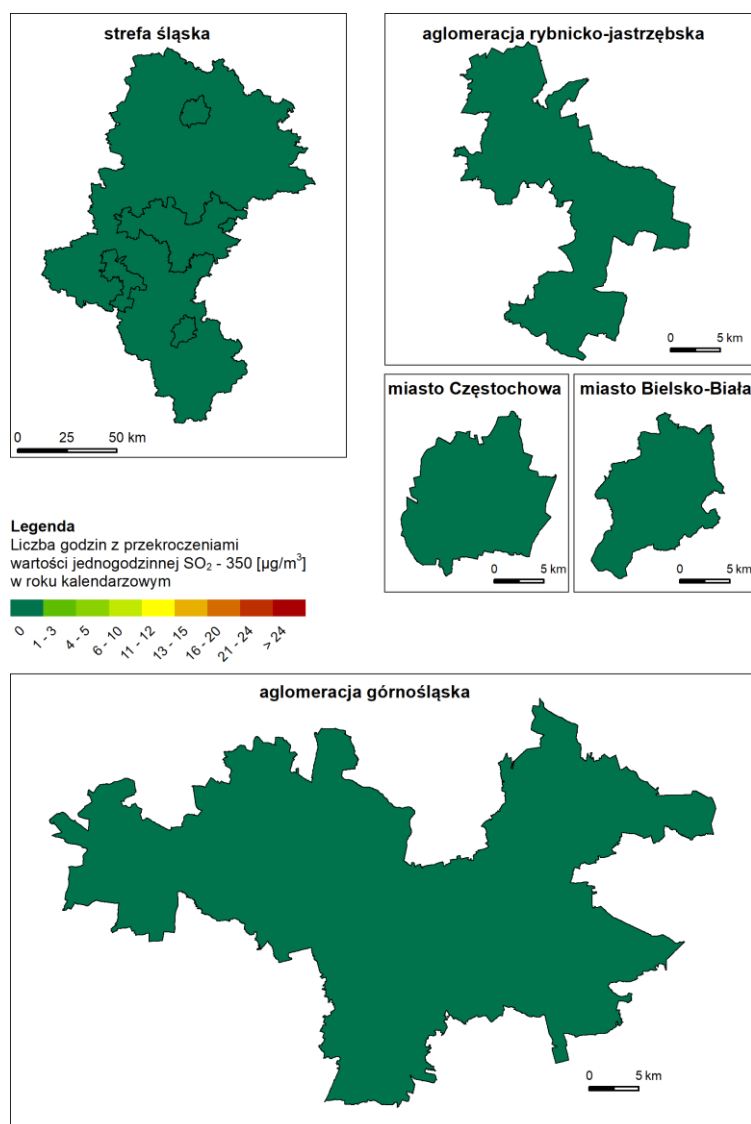 strefa śląska
0 25 50 km
aglomeracja rybnicko-jastrzębska
0 5 km
miasto Częstochowa
0 5 km
miasto Bielsko-Biała
0 5 km
Legenda
Liczba godzin z przekroczeniami
wartości jednogodzinnej SO₂ - 350 [µg/m³]
w roku kalendarzowym
0
1 - 3
4 - 5
6 - 10
11 - 12
13 - 15
16 - 20
21 - 24
> 24
aglomeracja górnośląska
0 5 km